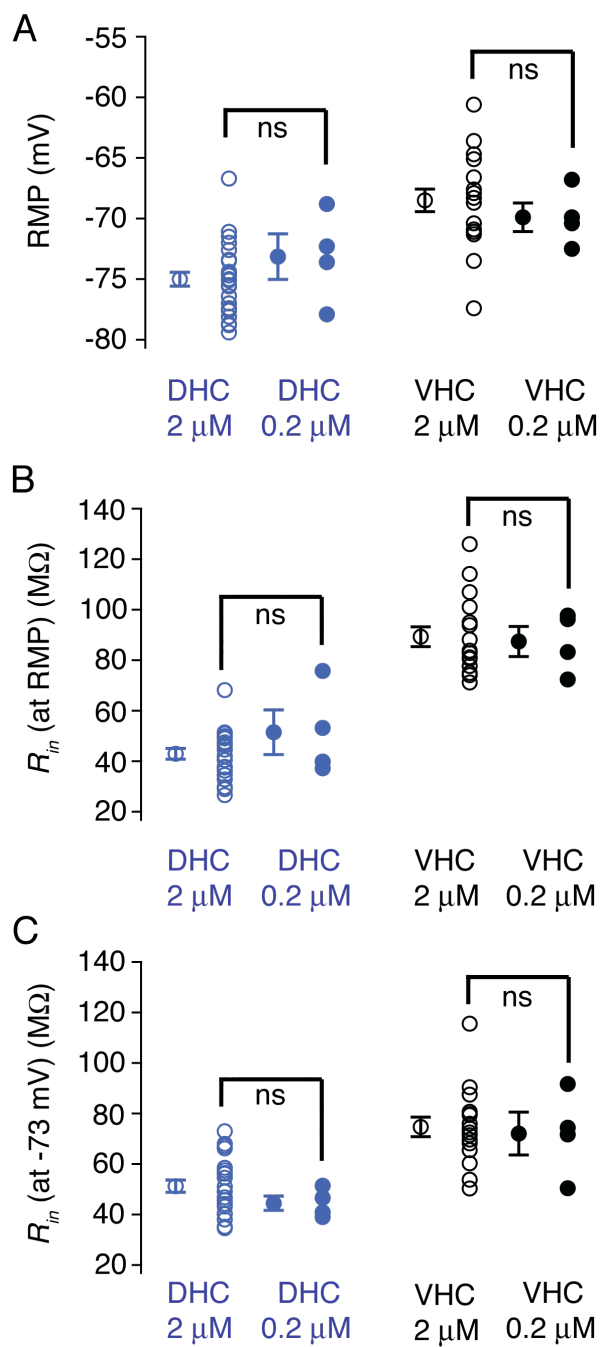 A
RMP (mV)
-55
-60
-65
-70
-75
-80
ns
ns
DHC
2 μM
DHC
0.2 μM
VHC
2 μM
VHC
0.2 μM
B
Rin (at RMP) (MΩ)
140
120
100
80
60
40
20
ns
ns
DHC
2 μM
DHC
0.2 μM
VHC
2 μM
VHC
0.2 μM
C
Rin (at -73 mV) (MΩ)
140
120
100
80
60
40
20
ns
ns
DHC
2 μM
DHC
0.2 μM
VHC
2 μM
VHC
0.2 μM